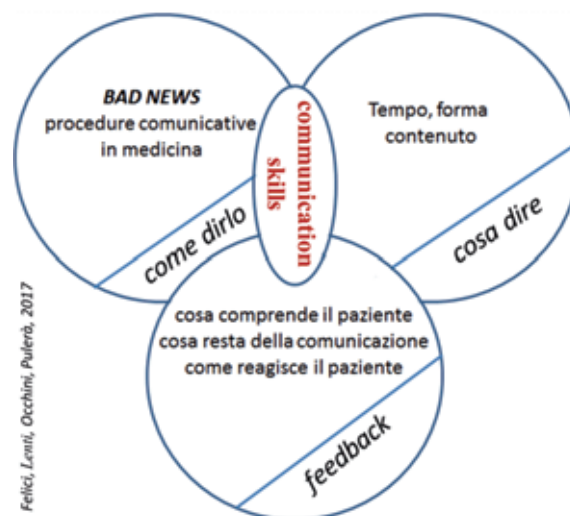 BAD NEWS
procedure comunicative
in medicina
come dirlo
communication
skills
Tempo, forma
contenuto
cosa dire
cosa comprende il paziente
cosa resta della comunicazione
come reagisce il paziente
feedback
Felici, Lenti, Occhini, Pulerà, 2017